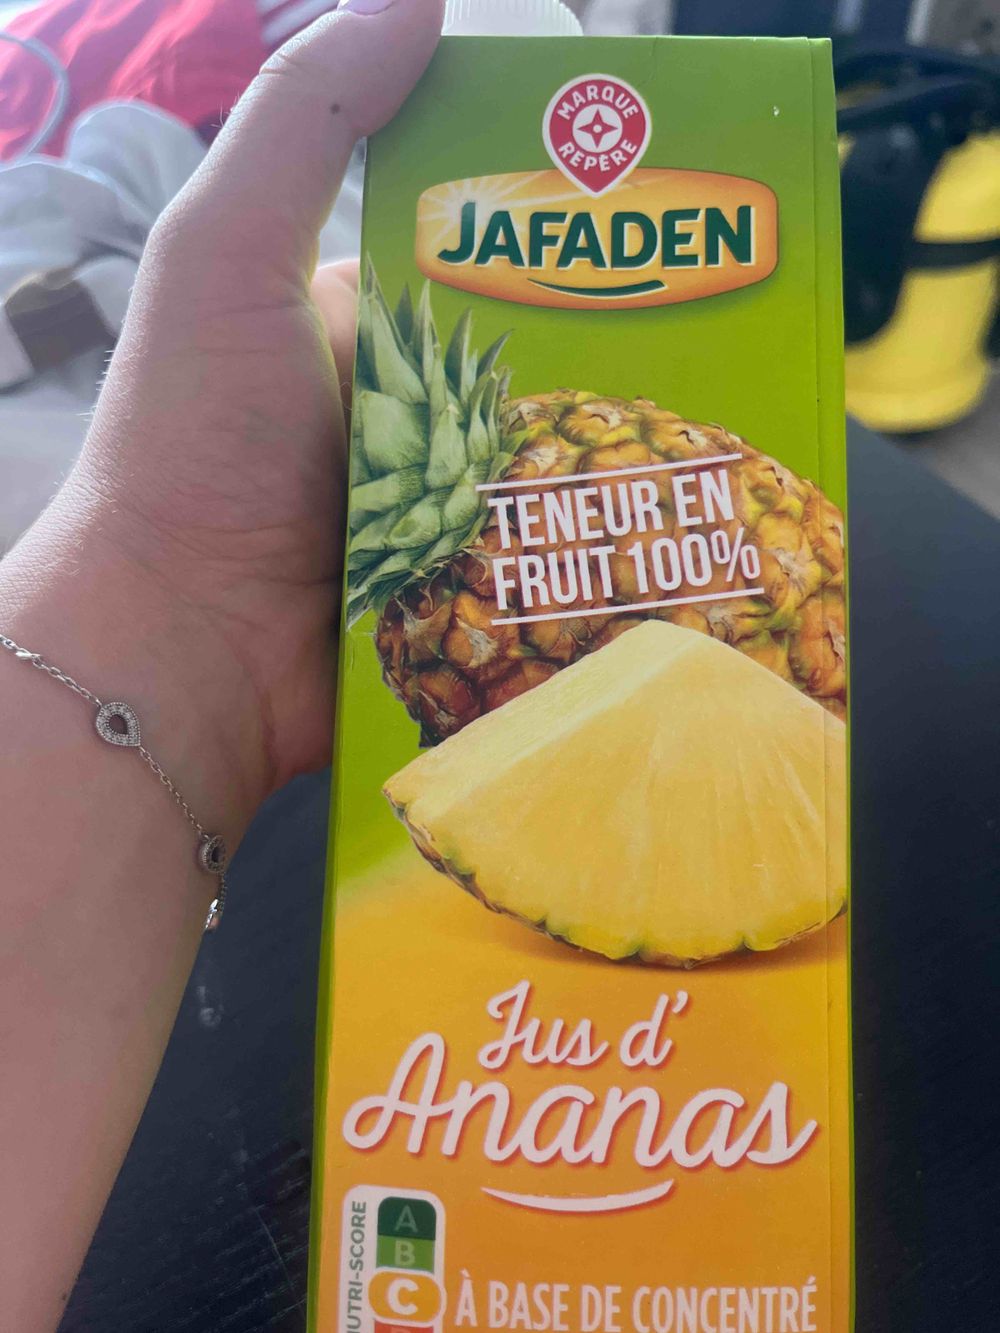 MARQUE
REPÈRE
JAFADEN
TENEUR EN
FRUIT 100%
Jus d'
Ananas
NUTRI-SCORE
A
B
C
À BASE DE CONCENTRÉ